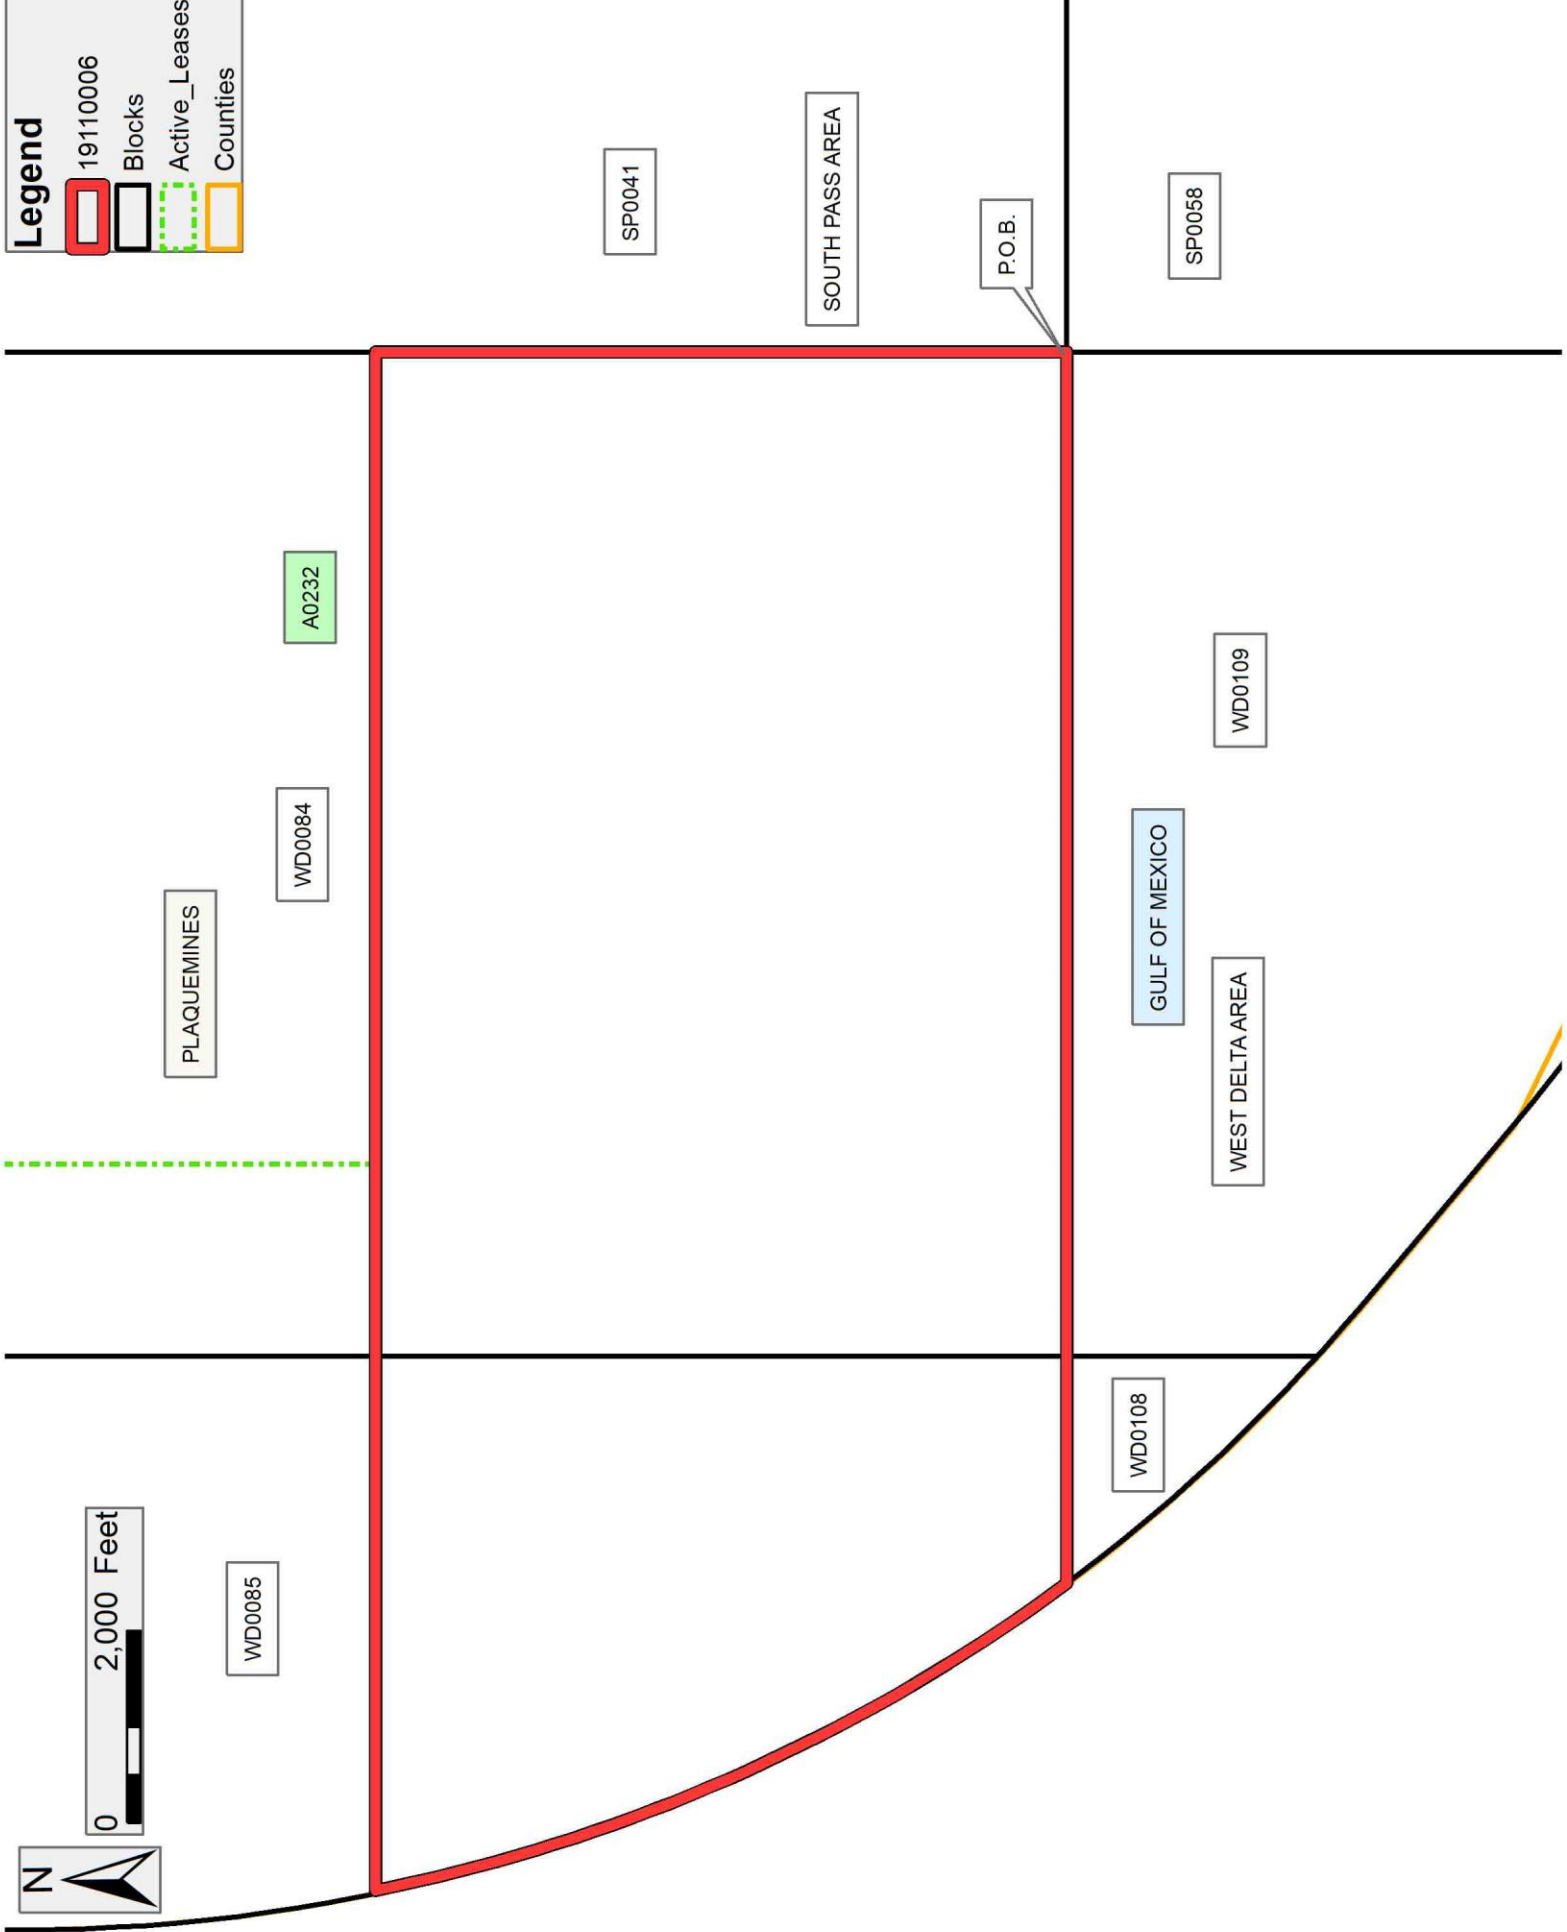 N
0 2,000 Feet
Legend
19110006
Blocks
Active_Leases
Counties
WD0085
PLAQUEMINES
WD0084
A0232
SP0041
SOUTH PASS AREA
P.O.B.
WD0108
GULF OF MEXICO
WEST DELTA AREA
WD0109
SP0058